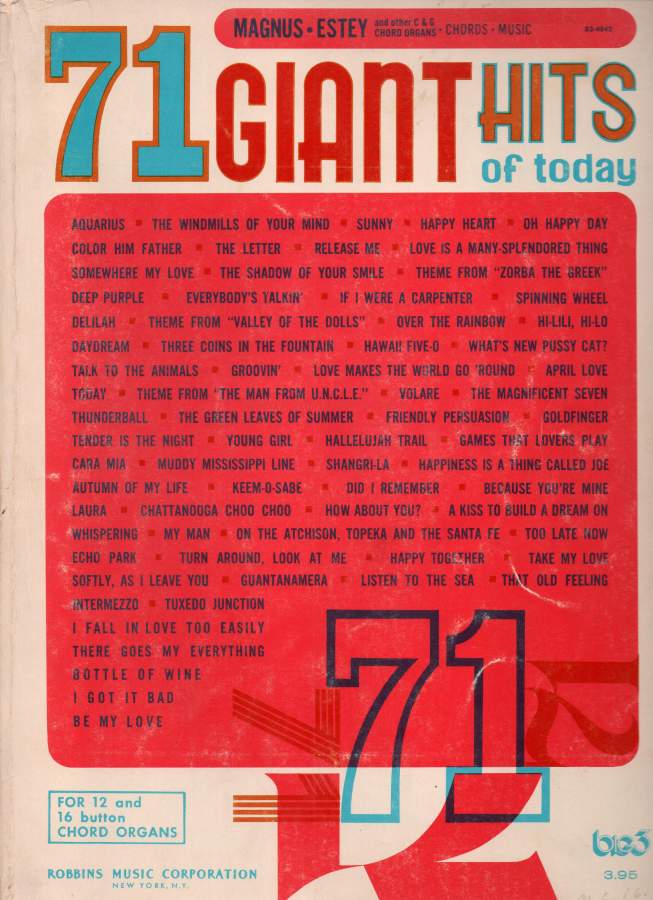 MAGNUS • ESTEY and other C & G CHORD ORGANS • CHORDS • MUSIC
71 GIANT HITS
of today
AQUARIUS • THE WINDMILLS OF YOUR MIND • SUNNY • HAPPY HEART • OH HAPPY DAY
COLOR HIM FATHER • THE LETTER • RELEASE ME • LOVE IS A MANY-SPLENDORED THING
SOMEWHERE MY LOVE • THE SHADOW OF YOUR SMILE • THEME FROM "ZORBA THE GREEK"
DEEP PURPLE • EVERYBODY'S TALKIN' • IF I WERE A CARPENTER • SPINNING WHEEL
DELILAH • THEME FROM "VALLEY OF THE DOLLS" • OVER THE RAINBOW • HI-LILI, HI-LO
DAYDREAM • THREE COINS IN THE FOUNTAIN • HAWAII FIVE-O • WHAT'S NEW PUSSY CAT?
TALK TO THE ANIMALS • GROOVIN' • LOVE MAKES THE WORLD GO 'ROUND • APRIL LOVE
TODAY • THEME FROM "THE MAN FROM U.N.C.L.E." • VOLARE • THE MAGNIFICENT SEVEN
THUNDERBALL • THE GREEN LEAVES OF SUMMER • FRIENDLY PERSUASION • GOLDFINGER
TENDER IS THE NIGHT • YOUNG GIRL • HALLELUJAH TRAIL • GAMES THAT LOVERS PLAY
CARA MIA • MUDDY MISSISSIPPI LINE • SHANGRI-LA • HAPPINESS IS A THING CALLED JOE
AUTUMN OF MY LIFE • KEEM-O-SABE • DID I REMEMBER • BECAUSE YOU'RE MINE
LAURA • CHATTANOOGA CHOO CHOO • HOW ABOUT YOU? • A KISS TO BUILD A DREAM ON
WHISPERING • MY MAN • ON THE ATCHISON, TOPEKA AND THE SANTA FE • TOO LATE NOW
ECHO PARK • TURN AROUND, LOOK AT ME • HAPPY TOGETHER • TAKE MY LOVE
SOFTLY, AS I LEAVE YOU • GUANTANAMERA • LISTEN TO THE SEA • THAT OLD FEELING
INTERMEZZO • TUXEDO JUNCTION
I FALL IN LOVE TOO EASILY
THERE GOES MY EVERYTHING
BOTTLE OF WINE
I GOT IT BAD
BE MY LOVE
71
71
71
FOR 12 and
16 button
CHORD ORGANS
big 3
ROBBINS MUSIC CORPORATION
NEW YORK, N.Y.
3.95